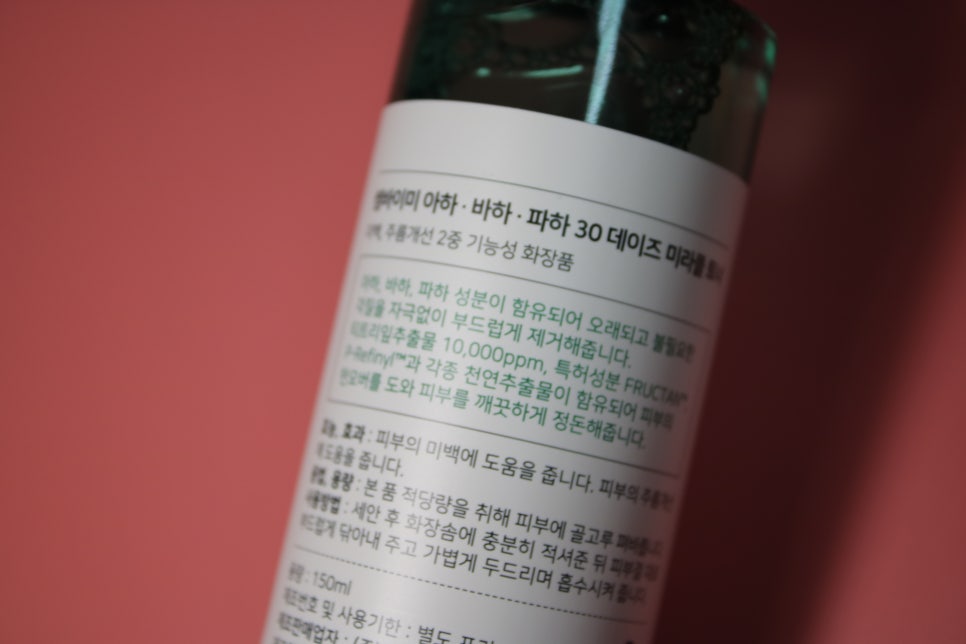 썸바이미 아하 · 바하 · 파하 30 데이즈 미라클 토너
미백, 주름개선 2중 기능성 화장품
아하, 바하, 파하 성분이 함유되어 오래되고 불필요한
각질을 자극없이 부드럽게 제거해줍니다.
티트리잎추출물 10,000ppm, 특허성분 FRUCTAN™,
P-Refinyl™과 각종 천연추출물이 함유되어 피부의
턴오버를 도와 피부를 깨끗하게 정돈해줍니다.
효능, 효과 : 피부의 미백에 도움을 줍니다. 피부의 주름개선
에 도움을 줍니다.
용법, 용량 : 본 품 적당량을 취해 피부에 골고루 펴바릅니다.
사용방법 : 세안 후 화장솜에 충분히 적셔준 뒤 피부결
부드럽게 닦아내 주고 가볍게 두드리며 흡수시켜 줍니다.
용량 : 150ml
제조번호 및 사용기한 : 별도
제조판매업자 :